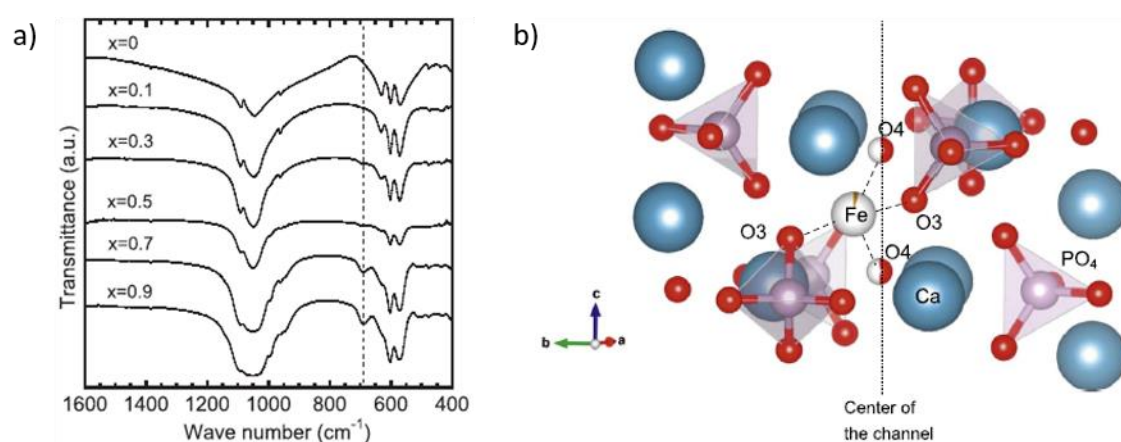 a)
x=0
x=0.1
x=0.3
x=0.5
x=0.7
x=0.9
Transmittance (a.u.)
1600 1400 1200 1000 800 600 400
Wave number (cm⁻¹)
b)
O4
Fe
O3
O3
O4
PO₄
Ca
c
b
a
Center of
the channel